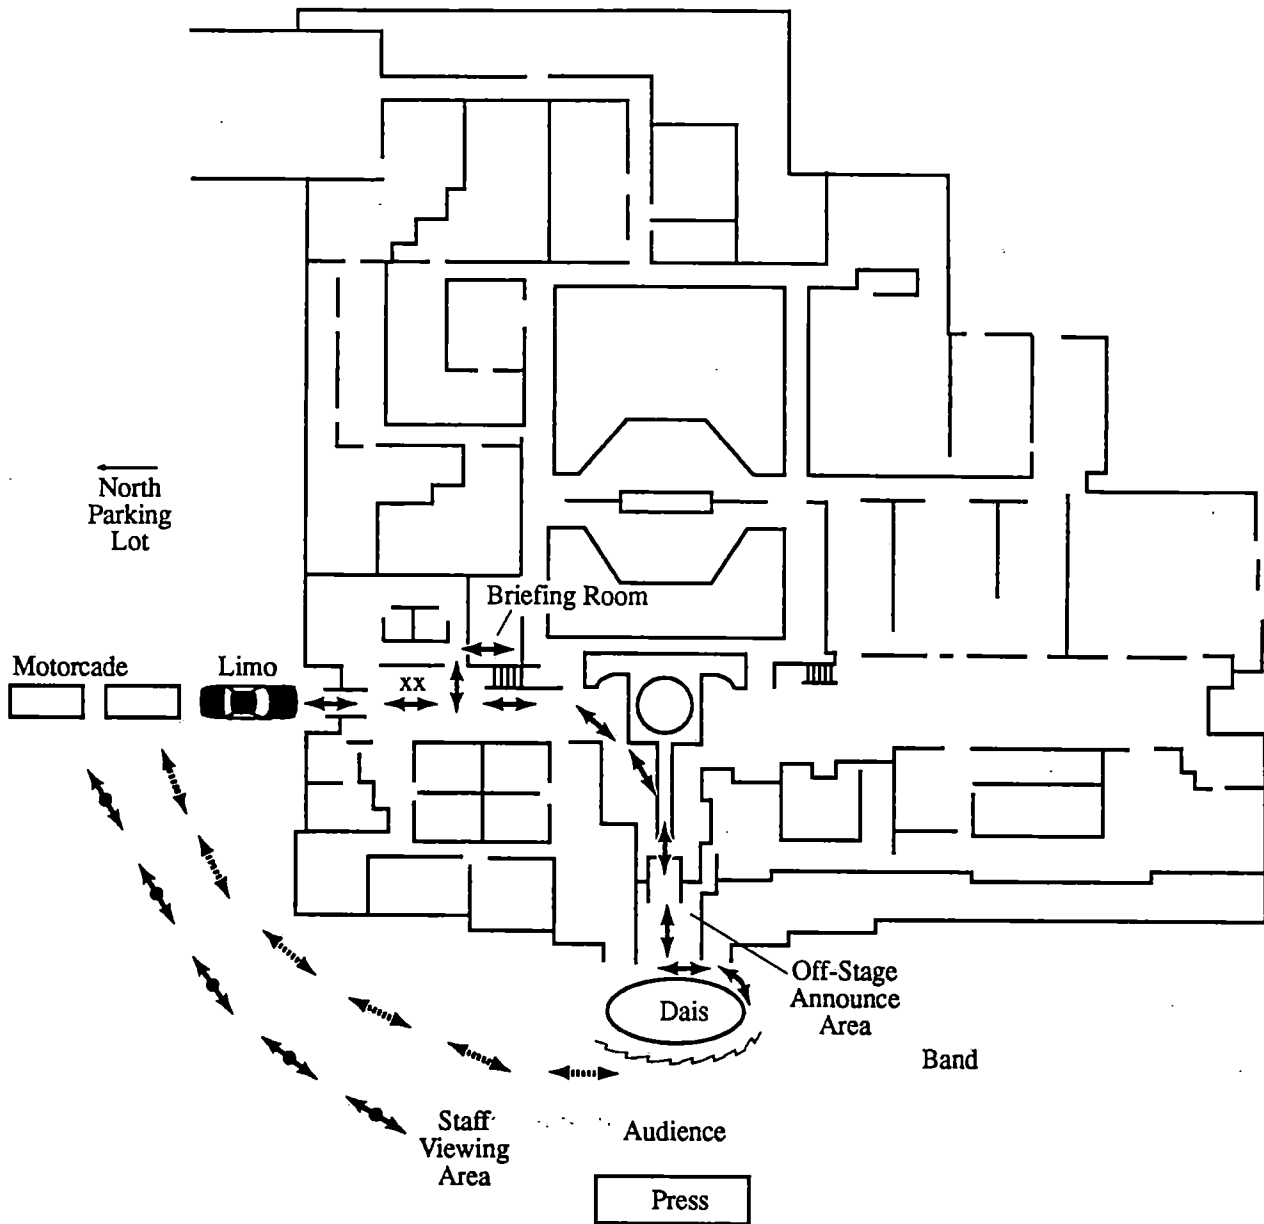 North
Parking
Lot
Briefing Room
Motorcade
Limo
xx
Off-Stage
Announce
Area
Dais
Band
Staff
Viewing
Area
Audience
Press